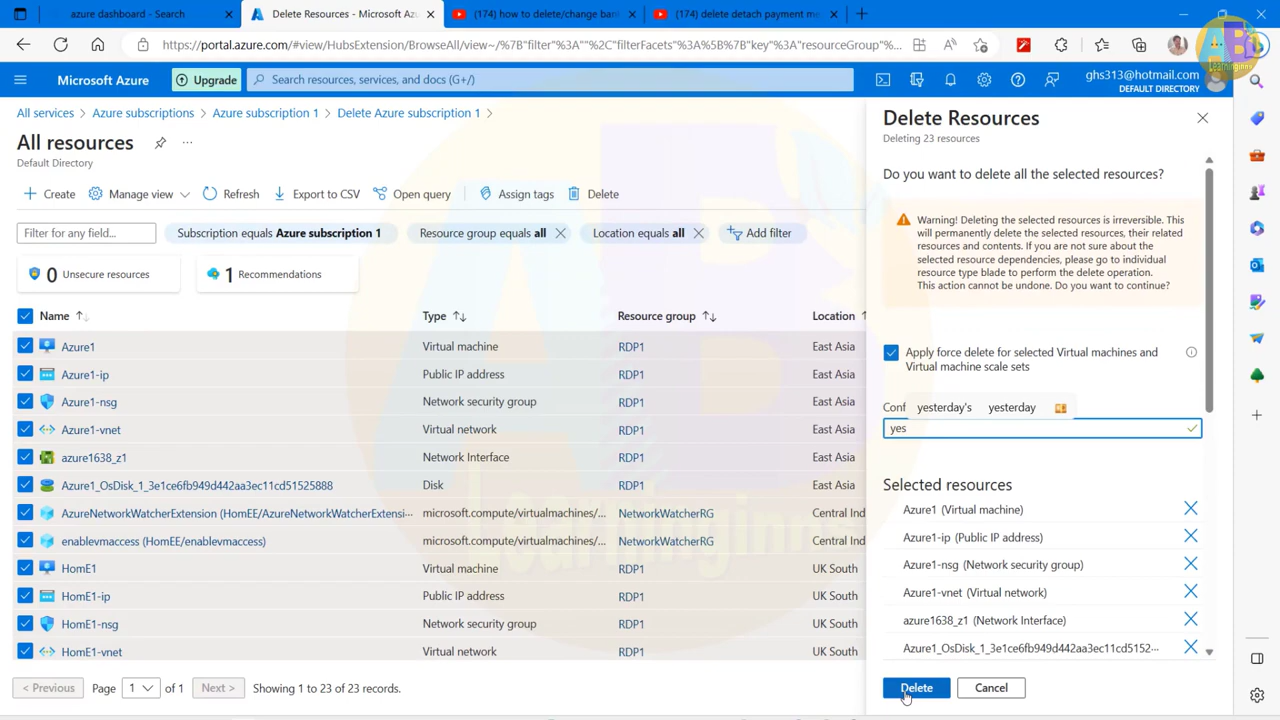 azure dashboard - Search
Delete Resources - Microsoft Azu
(174) how to delete/change bank
(174) delete detach payment me
https://portal.azure.com/#view/HubsExtension/BrowseAll/view~/%7B"filter"%3A""%2C"filterFacets"%3A%5B%7B"key"%3A"resourceGroup"%...
Microsoft Azure
Upgrade
Search resources, services, and docs (G+/)
ghs313@hotmail.com
DEFAULT DIRECTORY
All services > Azure subscriptions > Azure subscription 1 > Delete Azure subscription 1 >
All resources
...
Default Directory
Create
Manage view
Refresh
Export to CSV
Open query
Assign tags
Delete
Filter for any field...
Subscription equals Azure subscription 1
Resource group equals all
Location equals all
Add filter
0 Unsecure resources
1 Recommendations
Name Type Resource group Location
Azure1 Virtual machine RDP1 East Asia
Azure1-ip Public IP address RDP1 East Asia
Azure1-nsg Network security group RDP1 East Asia
Azure1-vnet Virtual network RDP1 East Asia
azure1638_z1 Network Interface RDP1 East Asia
Azure1_OsDisk_1_3e1ce6fb949d442aa3ec11cd51525888 Disk RDP1 East Asia
AzureNetworkWatcherExtension (HomEE/AzureNetworkWatcherExtensi... microsoft.compute/virtualmachines/... NetworkWatcherRG Central Ind
enablevmaccess (HomEE/enablevmaccess) microsoft.compute/virtualmachines/... NetworkWatcherRG Central Ind
HomE1 Virtual machine RDP1 UK South
HomE1-ip Public IP address RDP1 UK South
HomE1-nsg Network security group RDP1 UK South
HomE1-vnet Virtual network RDP1 UK South
< Previous Page 1 of 1 Next > Showing 1 to 23 of 23 records.
Delete Resources
Deleting 23 resources
Do you want to delete all the selected resources?
Warning! Deleting the selected resources is irreversible. This
will permanently delete the selected resources, their related
resources and contents. If you are not sure about the
selected resource dependencies, please go to individual
resource type blade to perform the delete operation.
This action cannot be undone. Do you want to continue?
Apply force delete for selected Virtual machines and
Virtual machine scale sets
Conf yesterday's yesterday
yes
Selected resources
Azure1 (Virtual machine)
Azure1-ip (Public IP address)
Azure1-nsg (Network security group)
Azure1-vnet (Virtual network)
azure1638_z1 (Network Interface)
Azure1_OsDisk_1_3e1ce6fb949d442aa3ec11cd5152...
Delete
Cancel
AB
Learninginn
Learninginn